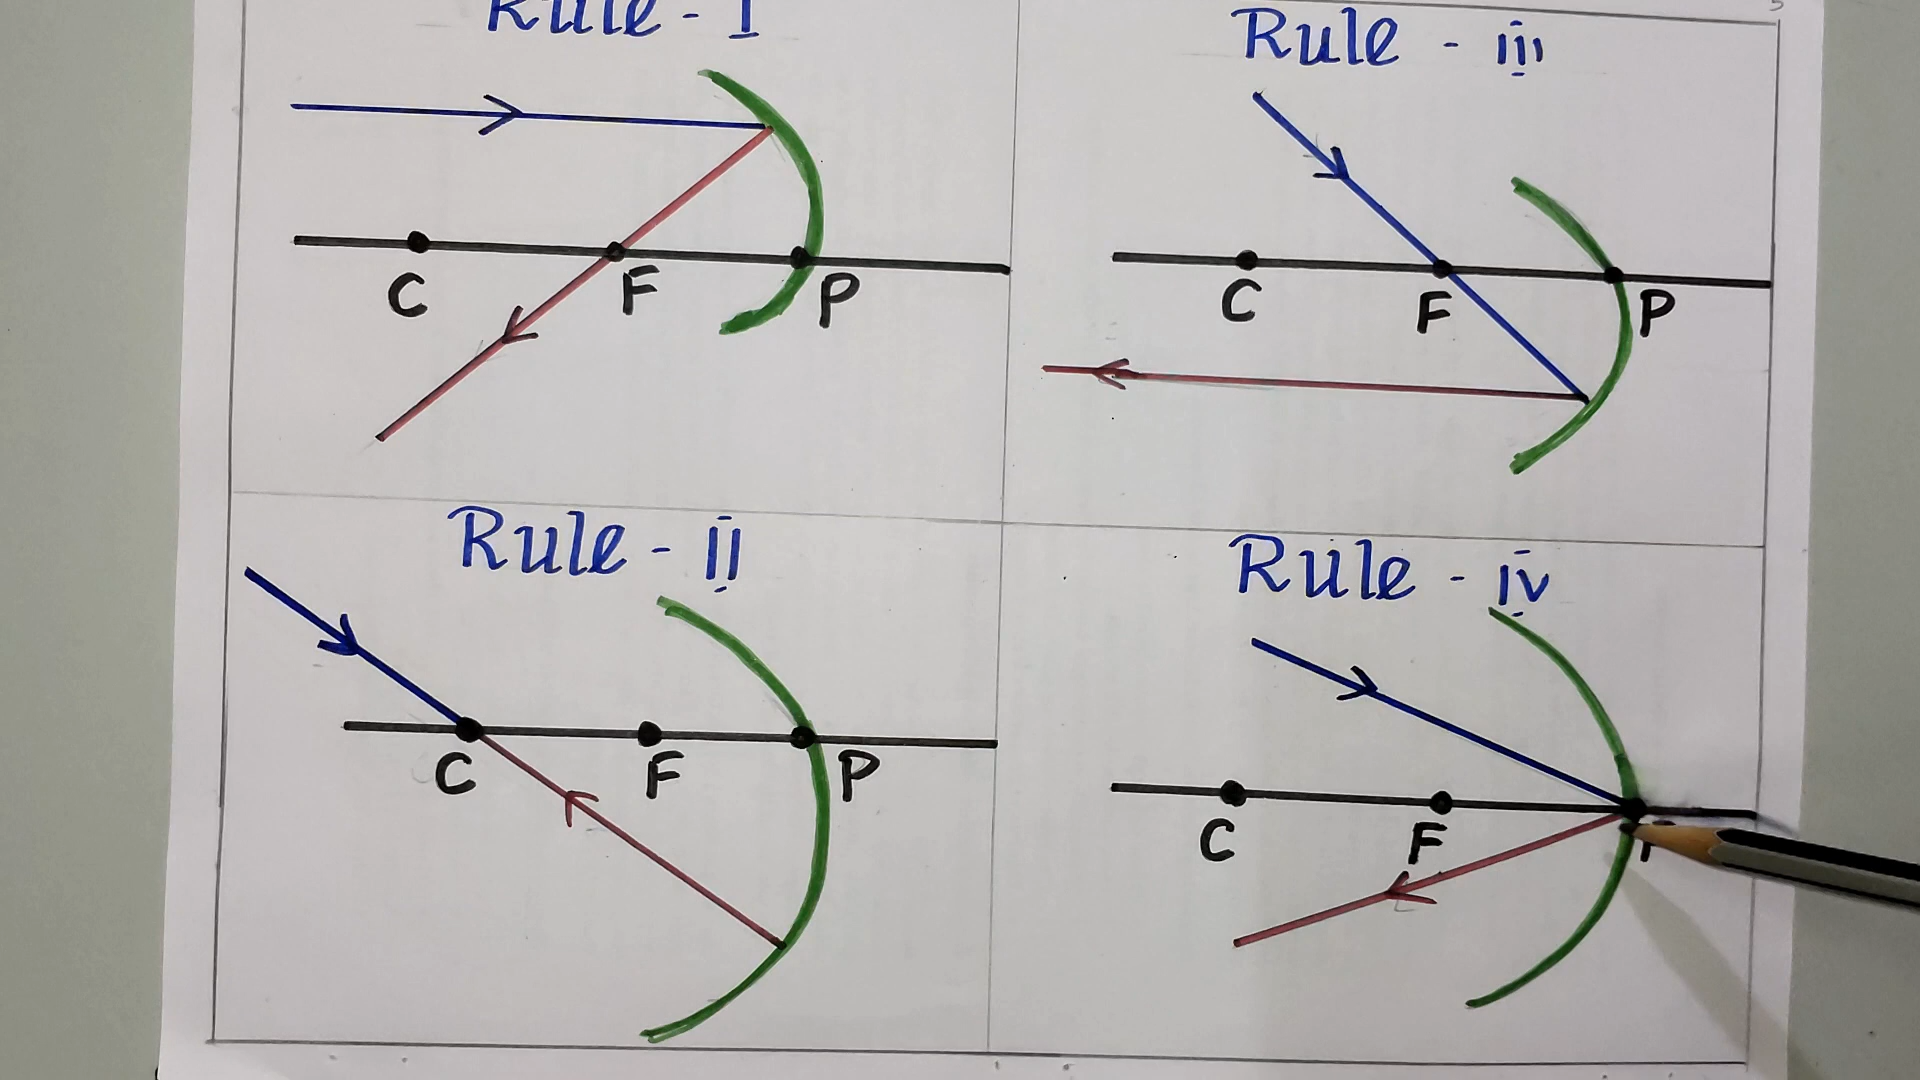 Rule - I
C F P
Rule - iii
C F P
Rule - ii
C F P
Rule - iv
C F